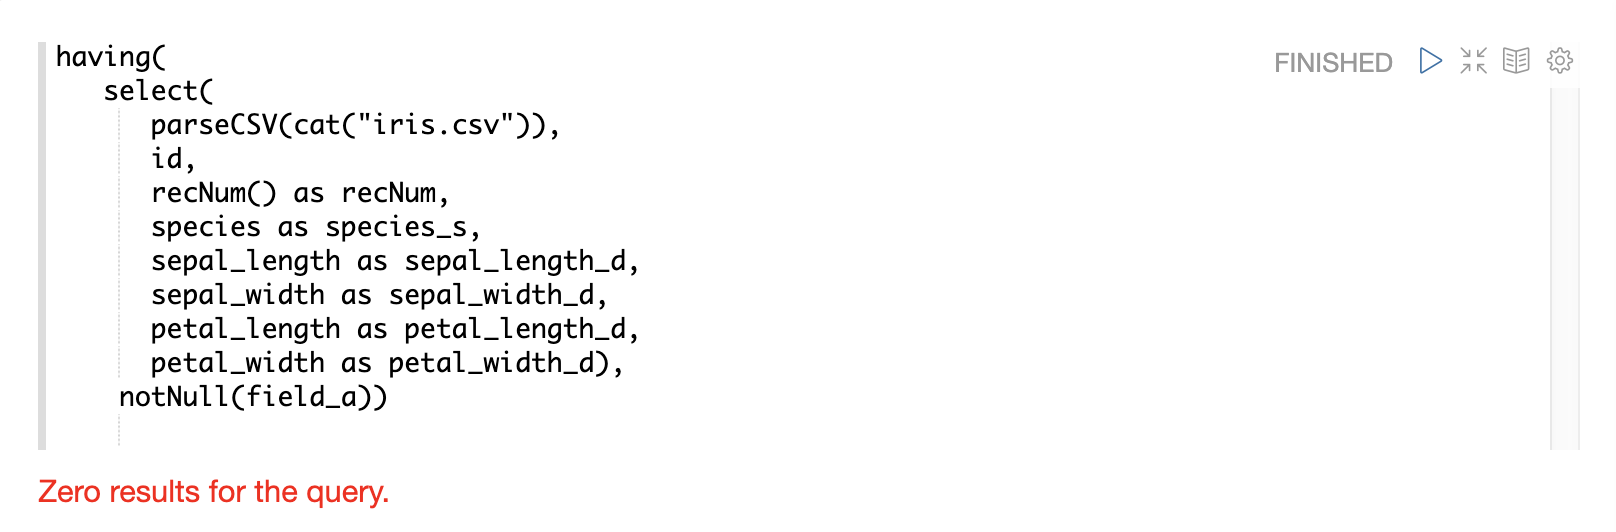 having(
select(
parseCSV(cat("iris.csv")),
id,
recNum() as recNum,
species as species_s,
sepal_length as sepal_length_d,
sepal_width as sepal_width_d,
petal_length as petal_length_d,
petal_width as petal_width_d),
notNull(field_a))
FINISHED
Zero results for the query.